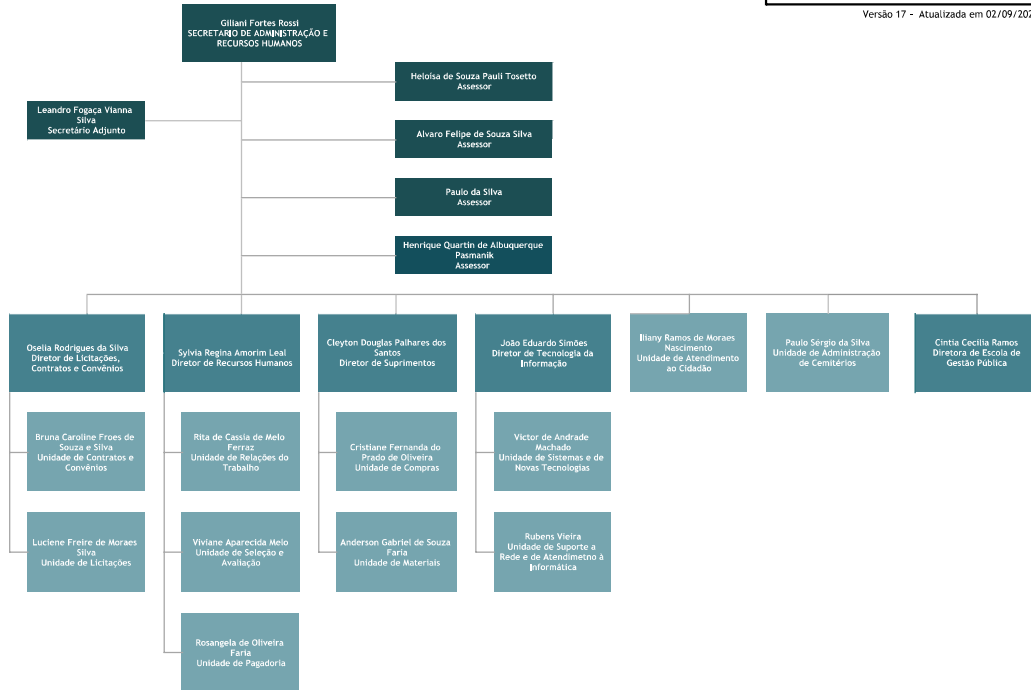 Versão 17 - Atualizada em 02/09/202
Giliani Fortes Rossi
SECRETARIO DE ADMINISTRAÇÃO E
RECURSOS HUMANOS
Heloísa de Souza Pauli Tosetto
Assessor
Leandro Fogaça Vianna
Silva
Secretário Adjunto
Alvaro Felipe de Souza Silva
Assessor
Paulo da Silva
Assessor
Henrique Quartin de Albuquerque
Pasmanik
Assessor
Oselia Rodrigues da Silva
Diretor de Licitações,
Contratos e Convênios
Sylvia Regina Amorim Leal
Diretor de Recursos Humanos
Cleyton Douglas Palhares dos
Santos
Diretor de Suprimentos
João Eduardo Simões
Diretor de Tecnologia da
Informação
Iliany Ramos de Moraes
Nascimento
Unidade de Atendimento
ao Cidadão
Paulo Sérgio da Silva
Unidade de Administração
de Cemitérios
Cintia Cecilia Ramos
Diretora de Escola de
Gestão Pública
Bruna Caroline Froes de
Souza e Silva
Unidade de Contratos e
Convênios
Rita de Cassia de Melo
Ferraz
Unidade de Relações do
Trabalho
Cristiane Fernanda do
Prado de Oliveira
Unidade de Compras
Victor de Andrade
Machado
Unidade de Sistemas e de
Novas Tecnologias
Luciene Freire de Moraes
Silva
Unidade de Licitações
Viviane Aparecida Melo
Unidade de Seleção e
Avaliação
Anderson Gabriel de Souza
Faria
Unidade de Materiais
Rubens Vieira
Unidade de Suporte a
Rede e de Atendimetno à
Informática
Rosangela de Oliveira
Faria
Unidade de Pagadoria